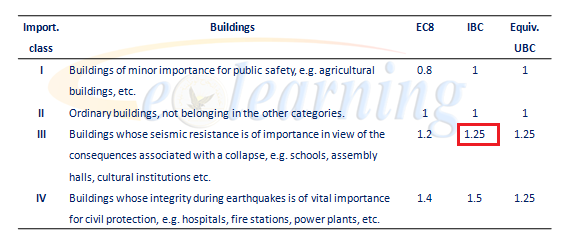 Import. Buildings EC8 IBC Equiv.
class UBC
I Buildings of minor importance for public safety, e.g. agricultural 0.8 1 1
buildings, etc.
II Ordinary buildings, not belonging in the other categories. 1 1 1
III Buildings whose seismic resistance is of importance in view of the 1.2 1.25 1.25
consequences associated with a collapse, e.g. schools, assembly
halls, cultural institutions etc.
IV Buildings whose integrity during earthquakes is of vital importance 1.4 1.5 1.25
for civil protection, e.g. hospitals, fire stations, power plants, etc.
elearning